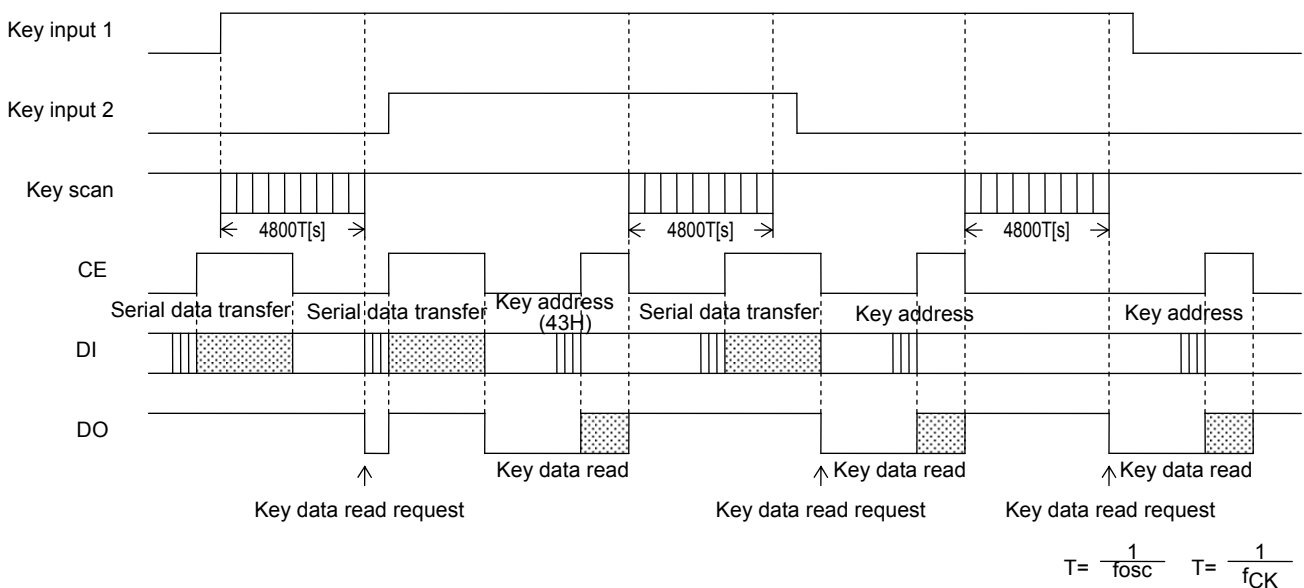 Key input 1
Key input 2
Key scan
4800T[s] 4800T[s] 4800T[s]
CE
Serial data transfer Serial data transfer Key address (43H) Serial data transfer Key address Key address
DI
DO
Key data read Key data read Key data read
Key data read request Key data read request Key data read request
T= 1/fosc T= 1/fCK